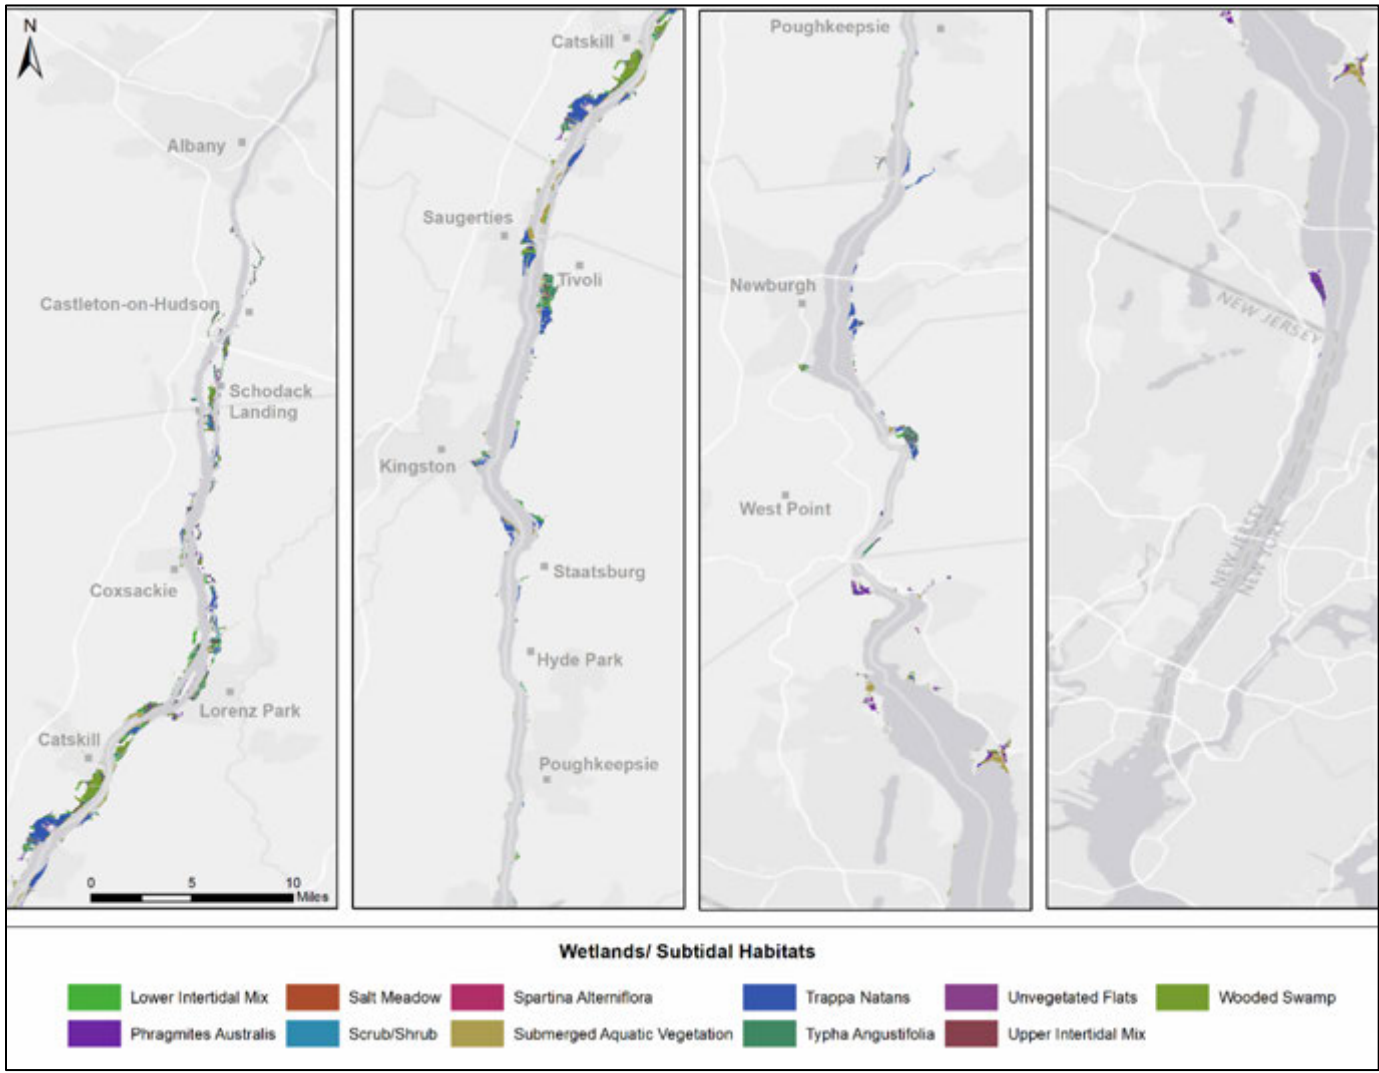 N
Albany
Castleton-on-Hudson
Schodack
Landing
Coxsackie
Lorenz Park
Catskill
0 5 10
Miles
Catskill
Saugerties
Tivoli
Kingston
Staatsburg
Hyde Park
Poughkeepsie
Poughkeepsie
Newburgh
West Point
NEW JERSEY
NEW JERSEY
NEW YORK
Wetlands/ Subtidal Habitats
Lower Intertidal Mix Salt Meadow Spartina Alterniflora Trappa Natans Unvegetated Flats Wooded Swamp
Phragmites Australis Scrub/Shrub Submerged Aquatic Vegetation Typha Angustifolia Upper Intertidal Mix